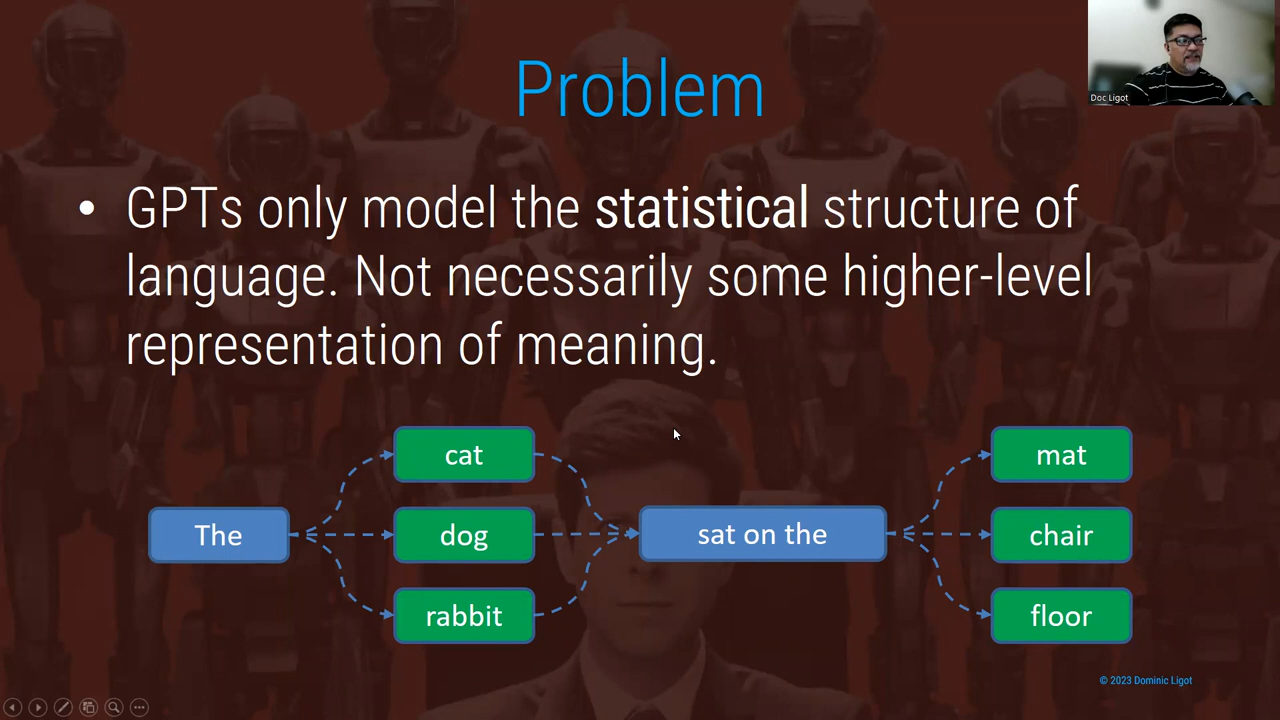 Problem
Doc Ligot
• GPTs only model the statistical structure of
language. Not necessarily some higher-level
representation of meaning.
The
cat
dog
rabbit
sat on the
mat
chair
floor
© 2023 Dominic Ligot